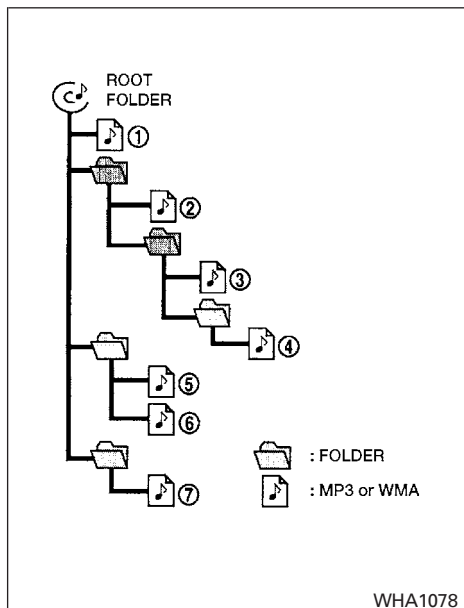 ROOT
FOLDER
①
②
③
④
⑤
⑥
⑦
: FOLDER
: MP3 or WMA
WHA1078